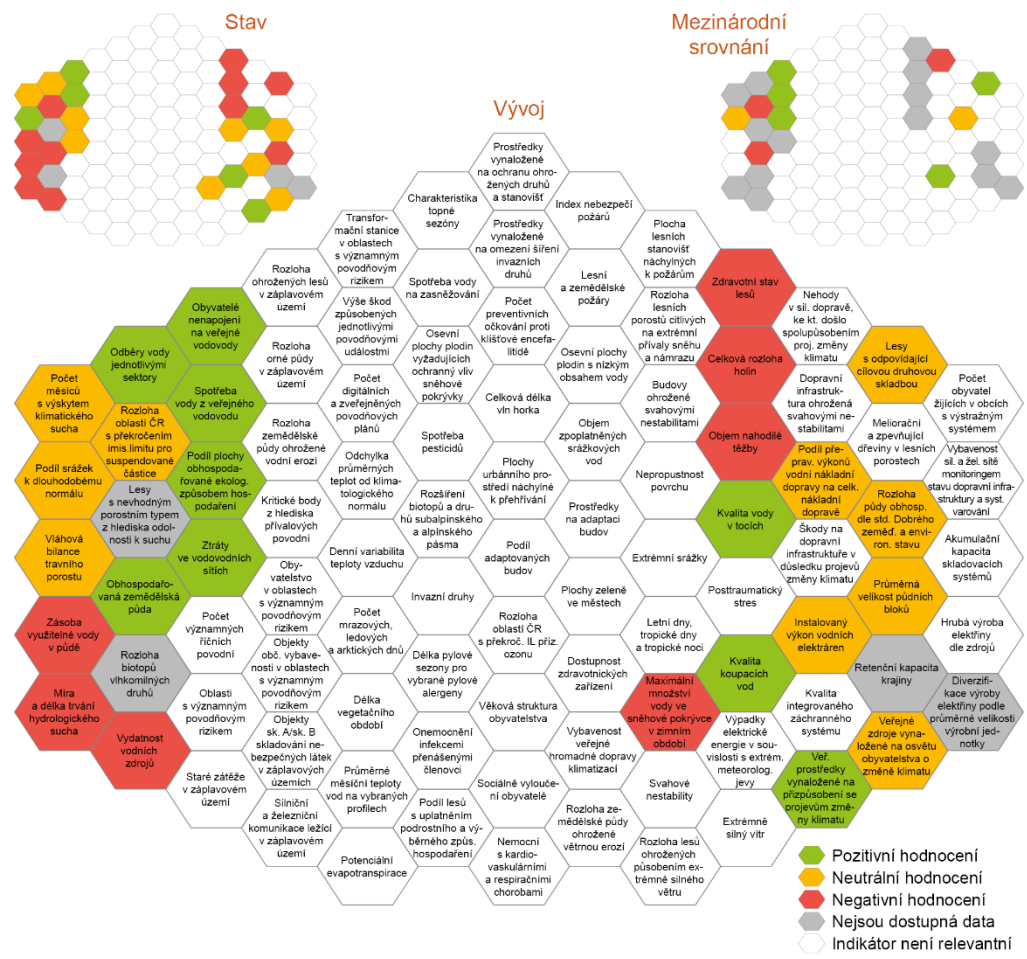 Stav
Mezinárodní
srovnání
Vývoj
Prostředky
vynaložené
na ochranu ohro-
žených druhů
a stanovišť
Charakteristika
topné
sezóny
Index nebezpečí
požárů
Transfor-
mační stanice
v oblastech
s významným
povodňovým
rizikem
Prostředky
vynaložené
na omezení šíření
invazních
druhů
Plocha
lesních
stanovišť
náchylných
k požárům
Rozloha
ohrožených lesů
v záplavovém
území
Spotřeba vody
na zasněžování
Lesní
a zemědělské
požáry
Zdravotní stav
lesů
Obyvatelé
nenapojení
na veřejné
vodovody
Výše škod
způsobených
jednotlivými
povodňovými
událostmi
Počet
preventivních
očkování proti
klíšťové encefa-
litidě
Rozloha
lesních
porostů citlivých
na extrémní
přívaly sněhu
a námrazu
Nehody
v sil. dopravě,
ke kt. došlo
spolupůsobením
proj. změny
klimatu
Odběry vody
jednotlivými
sektory
Rozloha
orné půdy
v záplavovém
území
Osevní
plochy plodin
vyžadujících
ochranný vliv
sněhové
pokrývky
Osevní plochy
plodin s nízkým
obsahem vody
Celková rozloha
holin
Lesy
s odpovídající
cílovou druhovou
skladbou
Počet
měsíců
s výskytem
klimatického
sucha
Spotřeba
vody z veřejného
vodovodu
Počet
digitálních
a zveřejněných
povodňových
plánů
Celková délka
vln horka
Budovy
ohrožené
svahovými
nestabilitami
Dopravní
infrastruk-
tura ohrožená
svahovými ne-
stabilitami
Počet
obyvatel
žijících v obcích
s výstražným
systémem
Rozloha
oblastí ČR
s překročením
imis.limitu pro
suspendované
částice
Rozloha
zemědělské
půdy ohrožené
vodní erozí
Spotřeba
pesticidů
Objem
zpoplatněných
srážkových
vod
Objem nahodilé
těžby
Meliorační
a zpevňující
dřeviny v lesních
porostech
Podíl srážek
k dlouhodobému
normálu
Podíl plochy
obhospoda-
řované ekolog.
způsobem hos-
podaření
Odchylka
průměrných
teplot od klima-
tologického
normálu
Plochy
urbánního pro-
středí náchylné
k přehřívání
Nepropustnost
povrchu
Podíl pře-
prav. výkonů
vodní nákladní
dopravy na celk.
nákladní
dopravě
Vybavenost
sil. a žel. sítě
monitoringem
stavu dopravní infra-
struktury a syst.
varování
Lesy
s nevhodným
porostním typem
z hlediska odol-
nosti k suchu
Kritické body
z hlediska
přívalových
povodní
Rozšíření
biotopů a dru-
hů subalpínského
a alpínského
pásma
Prostředky
na adaptaci
budov
Kvalita vody
v tocích
Rozloha
půdy obhosp.
dle std. Dobrého
zeměd. a en-
viron. stavu
Vláhová
bilance
travního
porostu
Ztráty
ve vodovodních
sítích
Denní variabilita
teploty vzduchu
Podíl
adaptovaných
budov
Extrémní srážky
Škody na
dopravní
infrastruktuře v
důsledku projevů
změny klimatu
Akumulační
kapacita
skladovacích
systémů
Obhospodařo-
vaná zemědělská
půda
Oby-
vatelstvo
v oblastech
s významným
povodňovým
rizikem
Invazní druhy
Plochy zeleně
ve městech
Posttraumatický
stres
Průměrná
velikost půdních
bloků
Zásoba
využitelné vody
v půdě
Počet
významných
říčních
povodní
Počet
mrazových,
ledových
a arktických dnů
Rozloha
oblastí ČR
s překroč. IL příz.
ozonu
Letní dny,
tropické dny
a tropické noci
Instalovaný
výkon vodních
elektráren
Hrubá výroba
elektřiny
dle zdrojů
Rozloha
biotopů
vlhkomilných
druhů
Objekty
obč. vybave-
nosti v oblastech
s významným
povodňovým
rizikem
Délka
pylové sezony pro
vybrané pylové
alergeny
Dostupnost
zdravotnických
zařízení
Kvalita
koupacích
vod
Retenční kapacita
krajiny
Míra
a délka trvání
hydrologického
sucha
Oblasti
s významným
povodňovým
rizikem
Délka
vegetačního
období
Věková struktura
obyvatelstva
Maximální
množství
vody ve
sněhové pokrývce
v zimním
období
Kvalita
integrovaného
záchranného
systému
Diverzifi-
kace výroby
elektřiny podle
průměrné velikosti
výrobní jed-
notky
Vydatnost
vodních
zdrojů
Objekty
sk. A/sk. B
skladování ne-
bezpečných látek
v záplavových
územích
Onemocnění
infekcemi
přenášenými
členovci
Vybavenost
veřejné
hromadné dopravy
klimatizací
Výpadky
elektrické
energie v sou-
vislosti s extrém.
meteorolog.
jevy
Veřejné
zdroje vyna-
ložené na osvětu
obyvatelstva o
změně klimatu
Staré zátěže
v záplavovém
území
Průměrné
měsíční teploty
vod na vybraných
profilech
Sociálně vylouče-
ní obyvatelé
Svahové
nestability
Veř.
prostředky
vynaložené na
přizpůsobení se
projevům změ-
ny klimatu
Silniční
a železniční
komunikace ležící
v záplavovém
území
Podíl lesů
s uplatněním
podrostního a vý-
běrného způs.
hospodaření
Rozloha ze-
mědělské půdy
ohrožené
větrnou erozí
Extrémně
silný vítr
Potenciální
evapotranspirace
Nemocní
s kardio-
vaskulárními
a respiračními
chorobami
Rozloha lesů
ohrožených
působením ex-
trémně silného
větru
Pozitivní hodnocení
Neutrální hodnocení
Negativní hodnocení
Nejsou dostupná data
Indikátor není relevantní